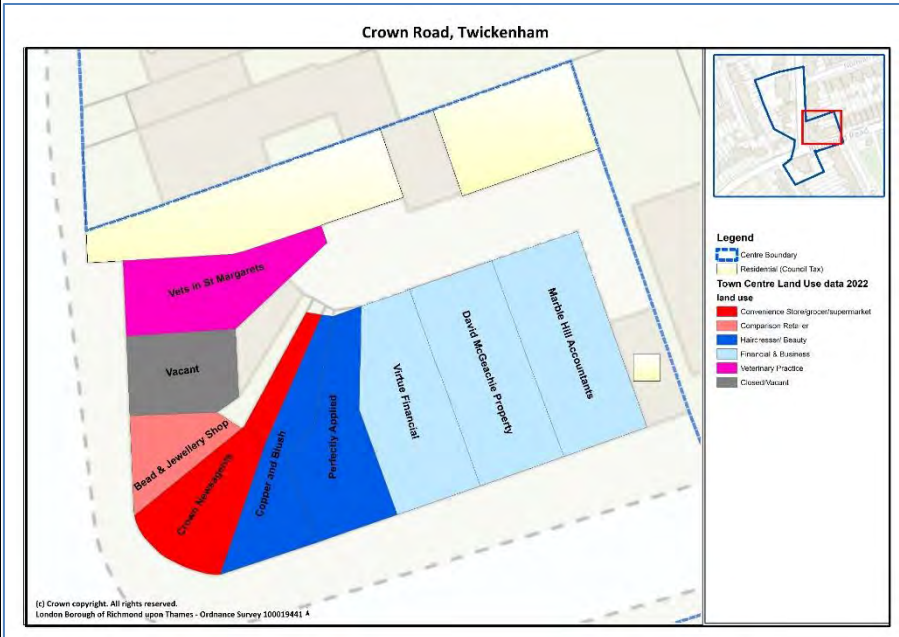 Crown Road, Twickenham
Vets in St Margarets
Vacant
Bead & Jewellery Shop
Crown Newsagents
Copper and Blush
Perfectly Applied
Virtue Financial
David McGeachie Property
Marble Hill Accountants
Legend
Centre Boundary
Residential (Council Tax)
Town Centre Land Use data 2022
land use
Convenience Store/grocer/supermarket
Comparison Retailer
Hairdresser/ Beauty
Financial & Business
Veterinary Practice
Closed/Vacant
(c) Crown copyright. All rights reserved.
London Borough of Richmond upon Thames - Ordnance Survey 100019441